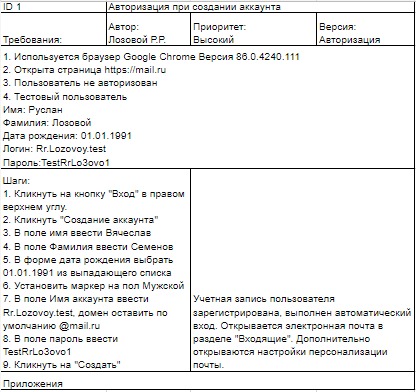 ID 1 Авторизация при создании аккаунта
Требования:
Автор:
Лозовой Р.Р.
Приоритет:
Высокий
Версия:
Авторизация
1. Используется браузер Google Chrome Версия 86.0.4240.111
2. Открыта страница https://mail.ru
3. Пользователь не авторизован
4. Тестовый пользователь
Имя: Руслан
Фамилия: Лозовой
Дата рождения: 01.01.1991
Логин: Rr.Lozovoy.test
Пароль:TestRrLo3ovo1
Шаги:
1. Кликнуть на кнопку "Вход" в правом
верхнем углу.
2. Кликнуть "Создание аккаунта"
3. В поле имя ввести Вячеслав
4. В поле Фамилия ввести Семенов
5. В форме дата рождения выбрать
01.01.1991 из выпадающего списка
6. Установить маркер на пол Мужской
7. В поле Имя аккаунта ввести
Rr.Lozovoy.test, домен оставить по
умолчанию @mail.ru
8. В поле пароль ввести
TestRrLo3ovo1
9. Кликнуть на "Создать"
Учетная запись пользователя
зарегистрирована, выполнен автоматический
вход. Открывается электронная почта в
разделе "Входящие". Дополнительно
открываются настройки персонализации
почты.
Приложения